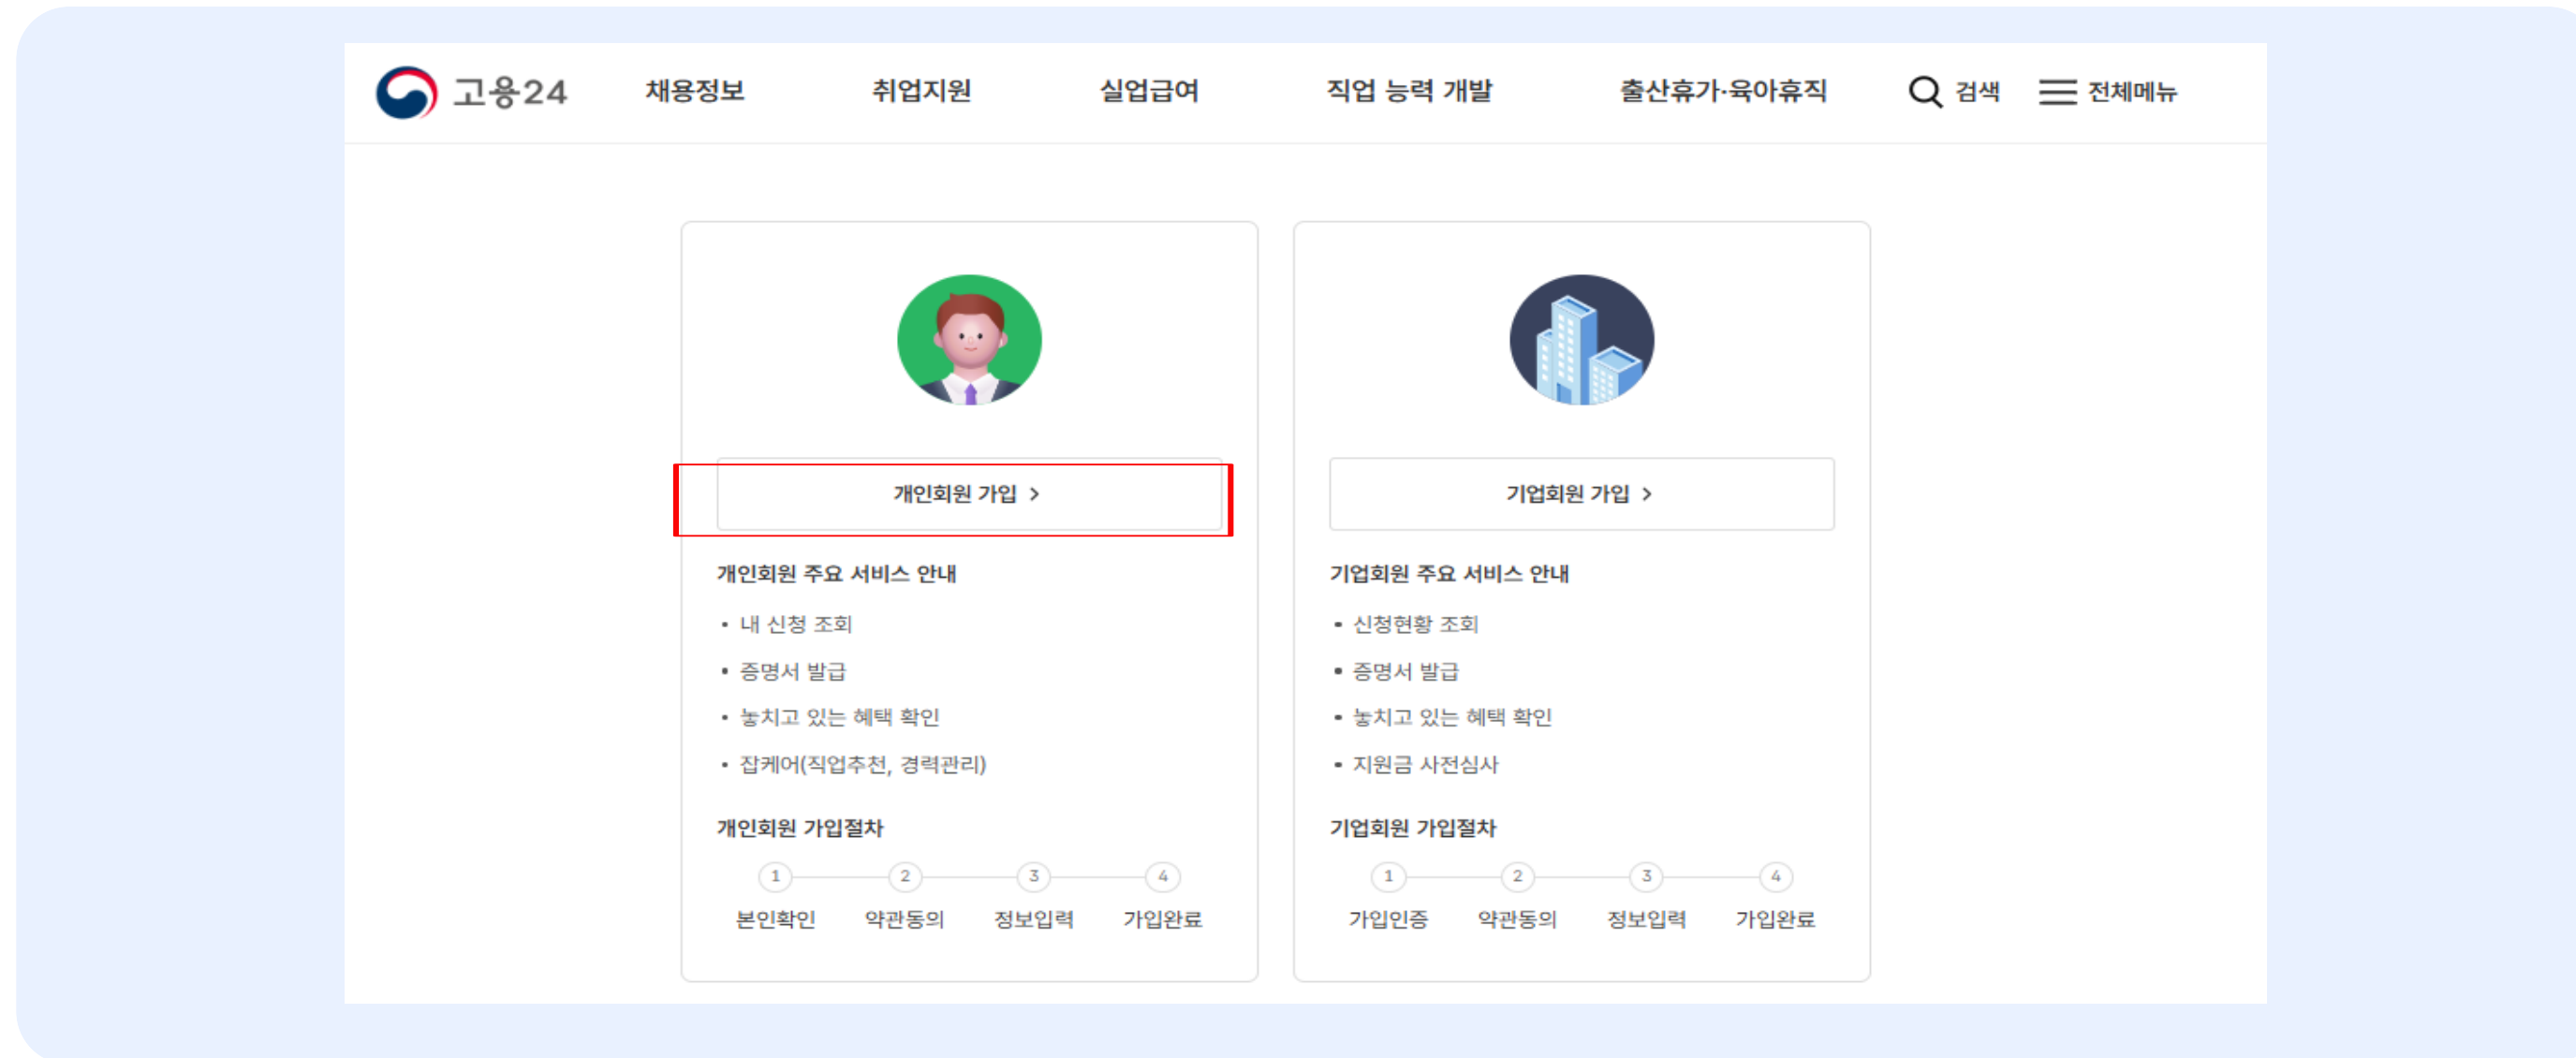 고용24 채용정보 취업지원 실업급여 직업 능력 개발 출산휴가·육아휴직 검색 전체메뉴
개인회원 가입 >
개인회원 주요 서비스 안내
• 내 신청 조회
• 증명서 발급
• 놓치고 있는 혜택 확인
• 잡케어(직업추천, 경력관리)
개인회원 가입절차
1 2 3 4
본인확인 약관동의 정보입력 가입완료
기업회원 가입 >
기업회원 주요 서비스 안내
• 신청현황 조회
• 증명서 발급
• 놓치고 있는 혜택 확인
• 지원금 사전심사
기업회원 가입절차
1 2 3 4
가입인증 약관동의 정보입력 가입완료